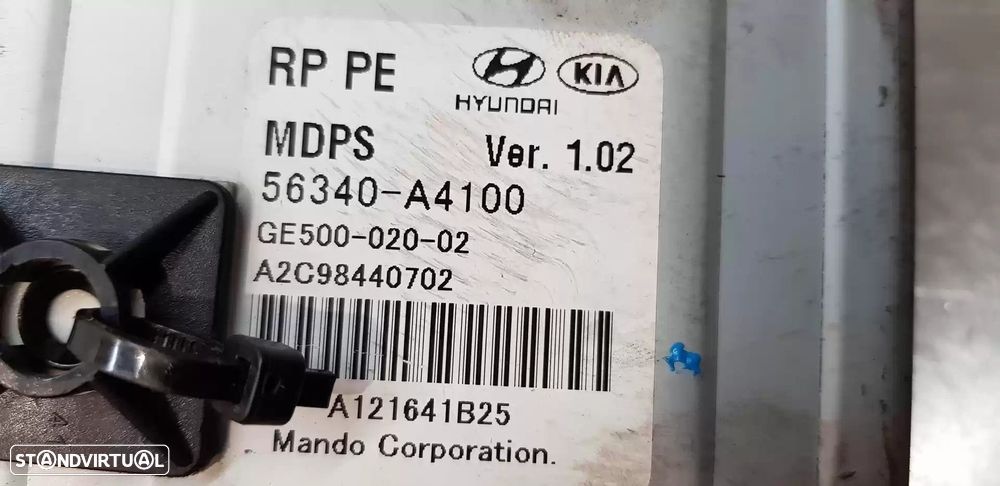 RP PE
HYUNDAI
KIA
MDPS Ver. 1.02
56340-A4100
GE500-020-02
A2C98440702
A121641B25
Mando Corporation.
STANDVIRTUAL